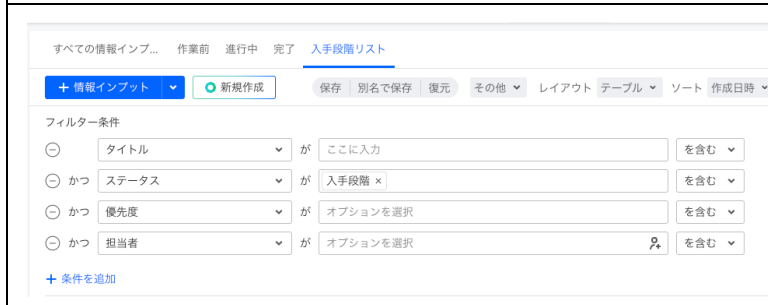 すべての情報インプ... 作業前 進行中 完了 入手段階リスト
+ 情報インプット 新規作成 保存 別名で保存 復元 その他 レイアウト テーブル ソート 作成日時
フィルター条件
タイトル が ここに入力 を含む
かつ ステータス が 入手段階 × を含む
かつ 優先度 が オプションを選択 を含む
かつ 担当者 が オプションを選択 を含む
+ 条件を追加